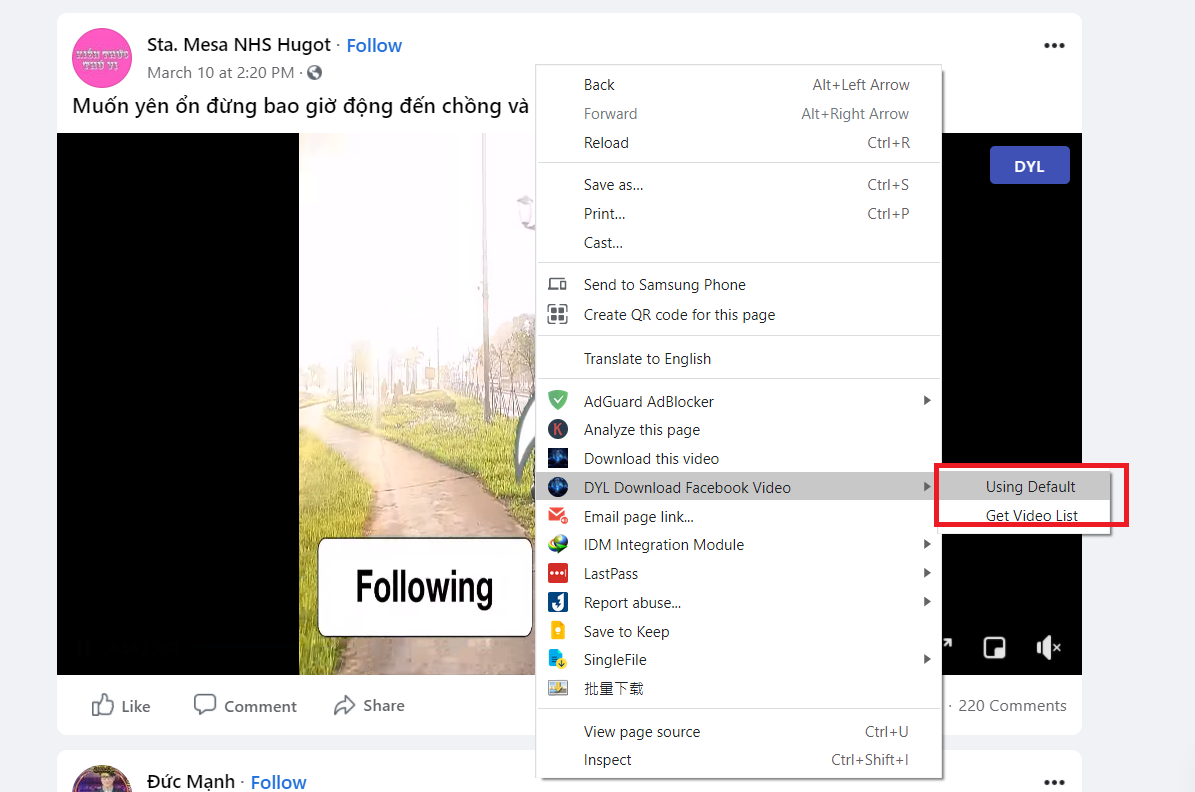 Sta. Mesa NHS Hugot · Follow
March 10 at 2:20 PM ·
KIẾN THỨC
THÚ VỊ
Muốn yên ổn đừng bao giờ động đến chồng và
DYL
Following
Back Alt+Left Arrow
Forward Alt+Right Arrow
Reload Ctrl+R
Save as... Ctrl+S
Print... Ctrl+P
Cast...
Send to Samsung Phone
Create QR code for this page
Translate to English
AdGuard AdBlocker
Analyze this page
Download this video
DYL Download Facebook Video
Using Default
Get Video List
Email page link...
IDM Integration Module
LastPass
Report abuse...
Save to Keep
SingleFile
批量下载
View page source Ctrl+U
Inspect Ctrl+Shift+I
Like Comment Share
· 220 Comments
Đức Mạnh · Follow